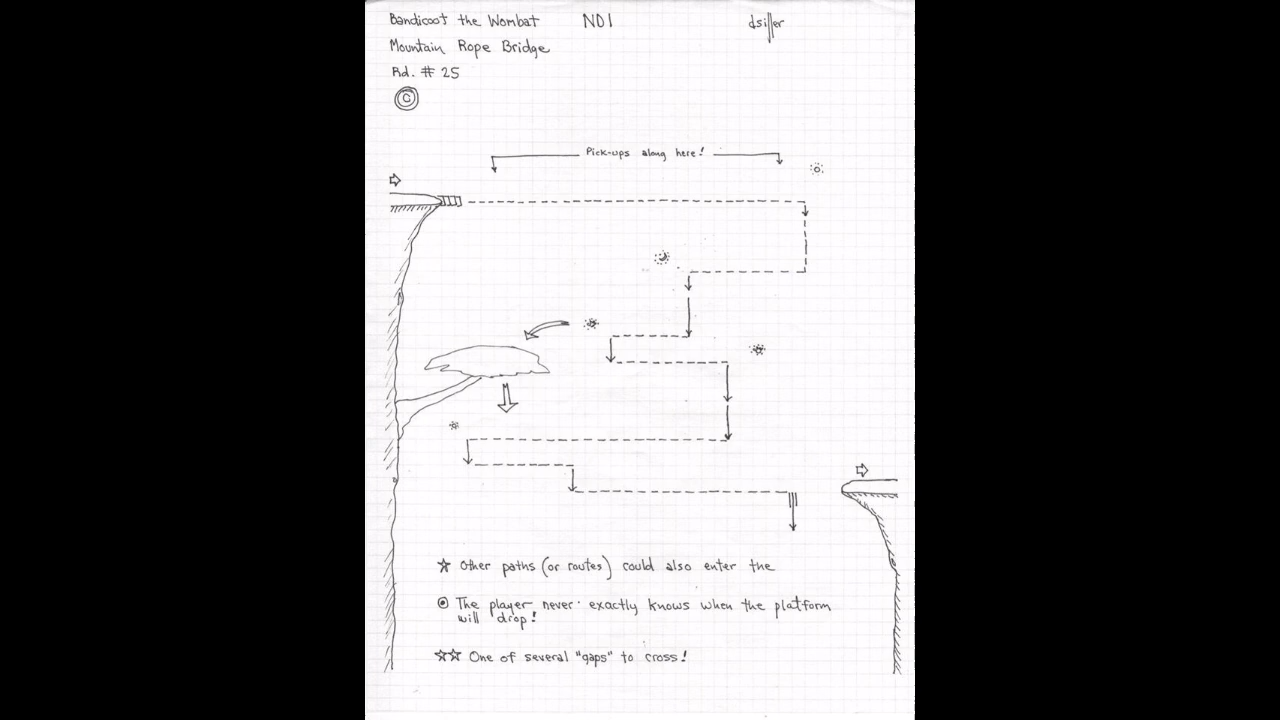 Bandicoot the Wombat ND1 dsiller
Mountain Rope Bridge
Rd. # 25
©
Pick-ups along here!
☆ Other paths (or routes) could also enter the
⊙ The player never exactly knows when the platform
will drop!
☆☆ One of several "gaps" to cross!